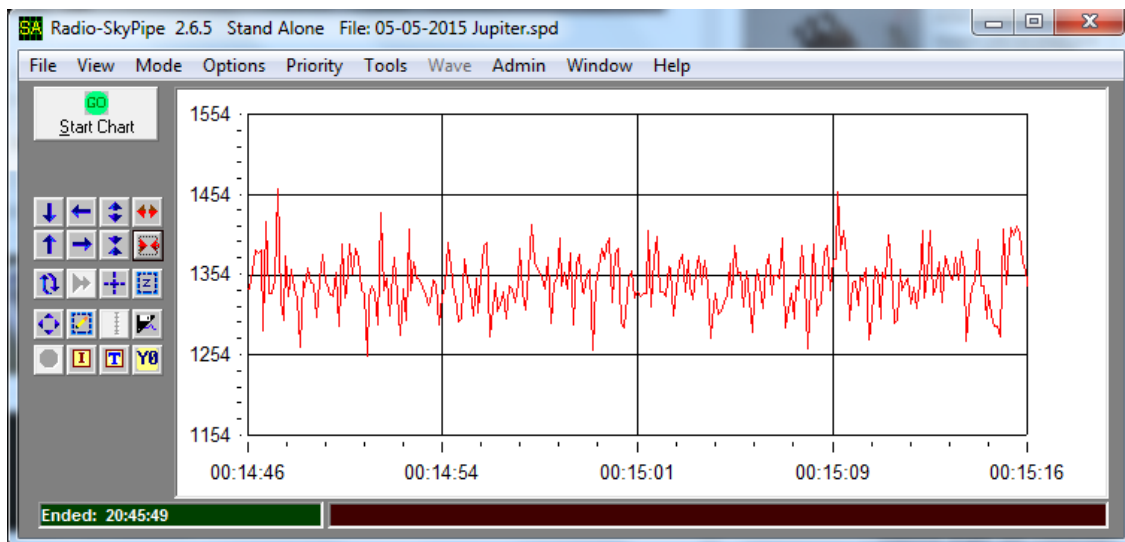 SA Radio-SkyPipe 2.6.5 Stand Alone File: 05-05-2015 Jupiter.spd
File View Mode Options Priority Tools Wave Admin Window Help
GO
Start Chart
1554
1454
1354
1254
1154
Z
I T Y0
00:14:46 00:14:54 00:15:01 00:15:09 00:15:16
Ended: 20:45:49